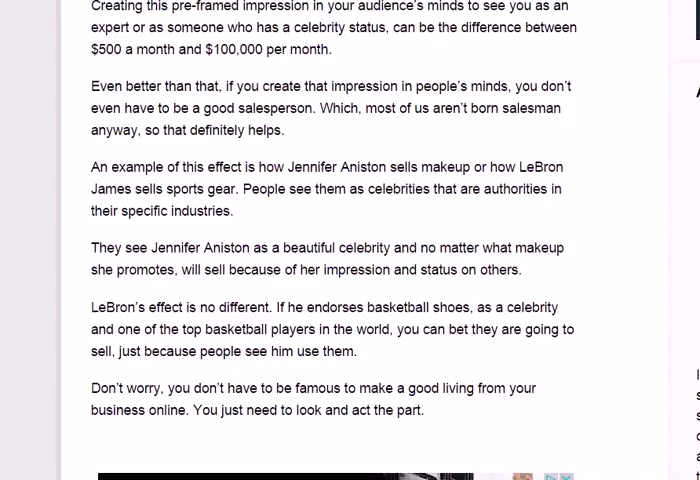 Creating this pre-framed impression in your audience's minds to see you as an
expert or as someone who has a celebrity status, can be the difference between
$500 a month and $100,000 per month.
Even better than that, if you create that impression in people's minds, you don't
even have to be a good salesperson. Which, most of us aren't born salesman
anyway, so that definitely helps.
An example of this effect is how Jennifer Aniston sells makeup or how LeBron
James sells sports gear. People see them as celebrities that are authorities in
their specific industries.
They see Jennifer Aniston as a beautiful celebrity and no matter what makeup
she promotes, will sell because of her impression and status on others.
LeBron's effect is no different. If he endorses basketball shoes, as a celebrity
and one of the top basketball players in the world, you can bet they are going to
sell, just because people see him use them.
Don't worry, you don't have to be famous to make a good living from your
business online. You just need to look and act the part.